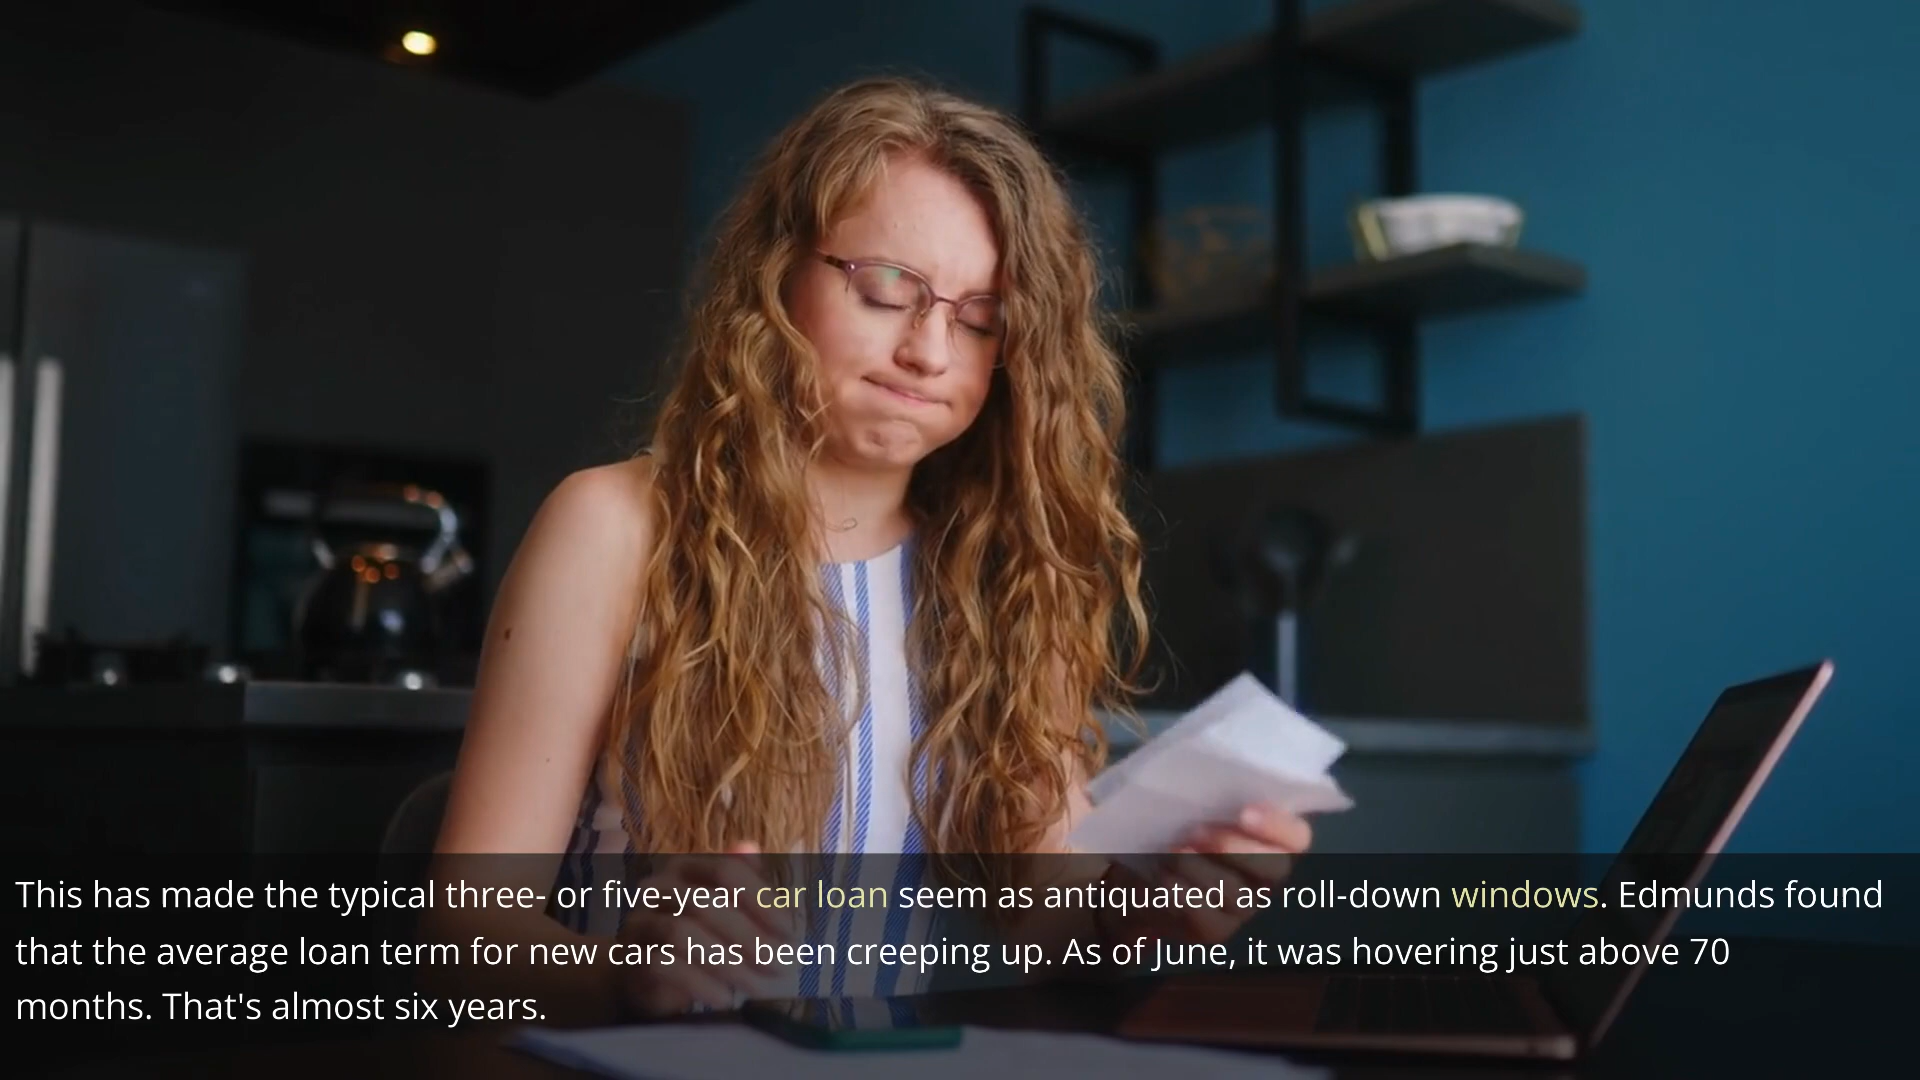 This has made the typical three- or five-year car loan seem as antiquated as roll-down windows. Edmunds found
that the average loan term for new cars has been creeping up. As of June, it was hovering just above 70
months. That's almost six years.